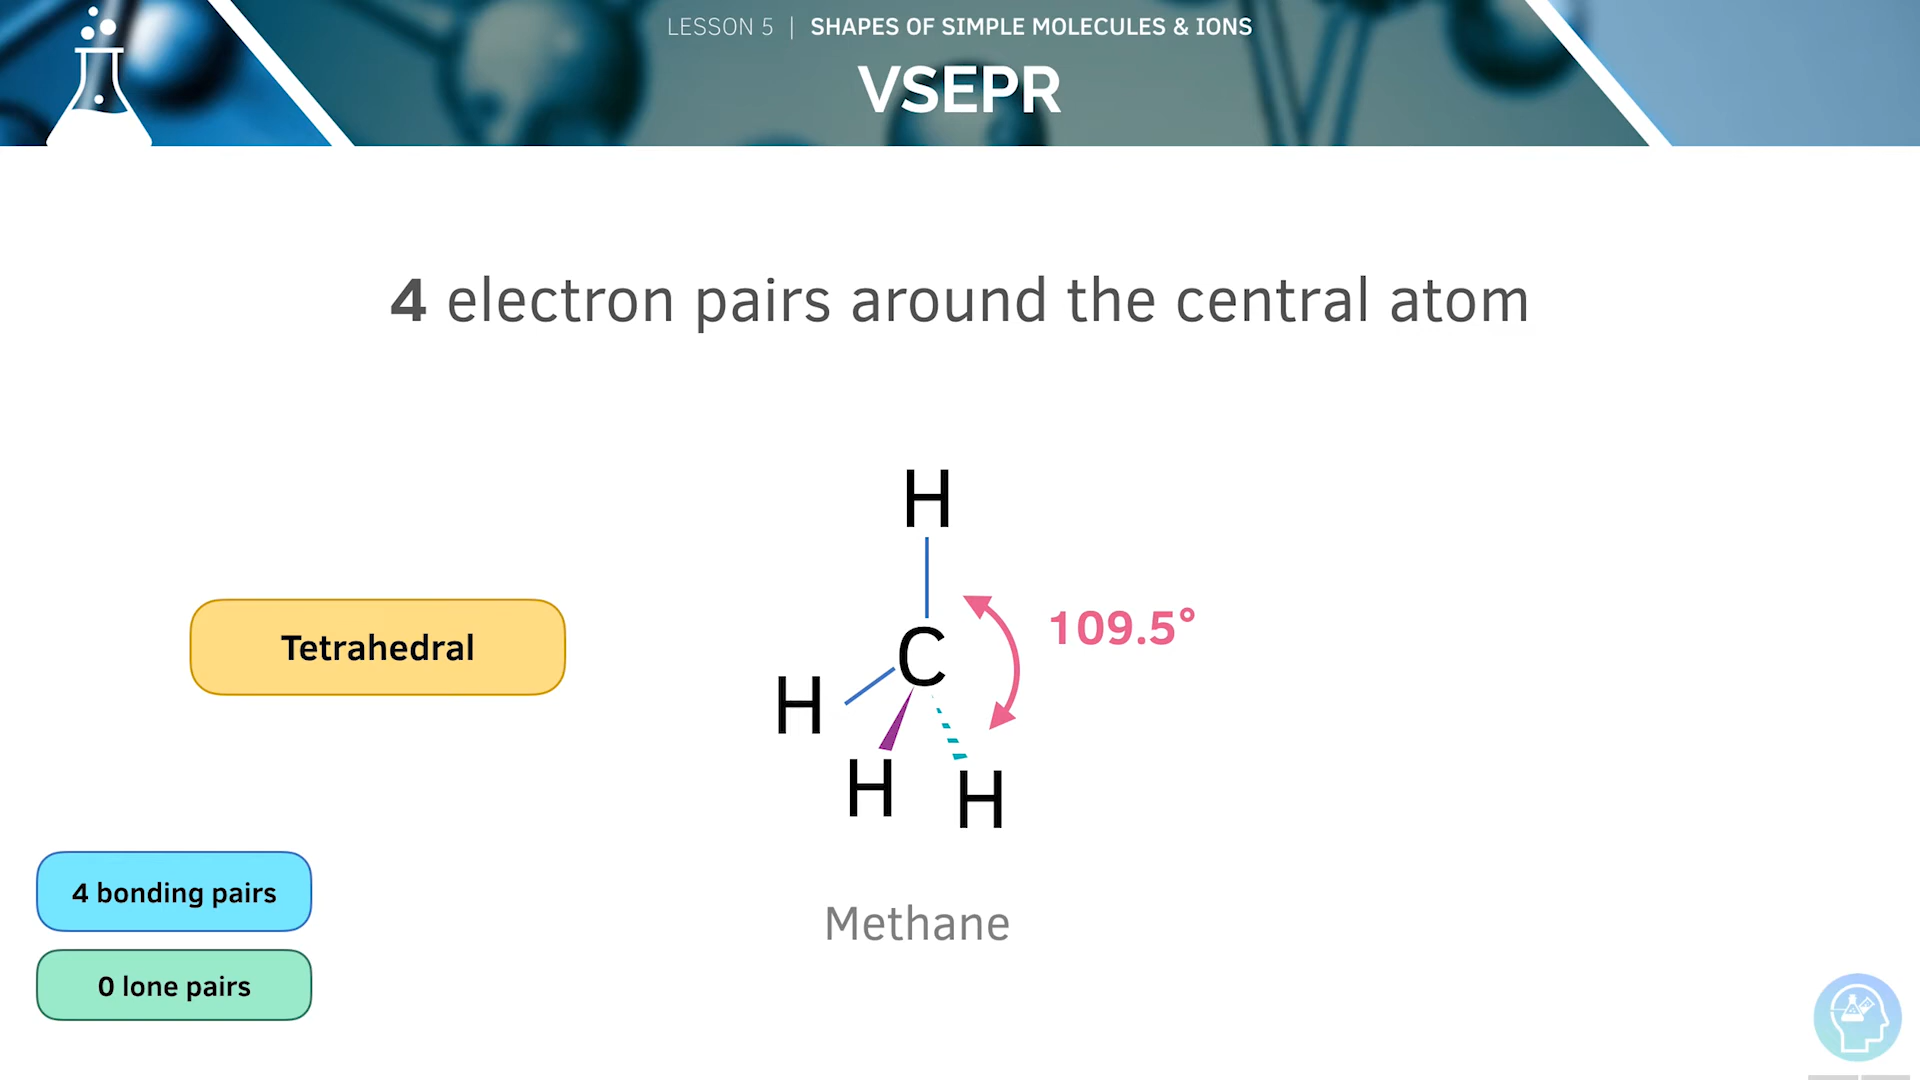 LESSON 5 | SHAPES OF SIMPLE MOLECULES & IONS
VSEPR
4 electron pairs around the central atom
H
109.5°
Tetrahedral
C
H
H
H
4 bonding pairs
Methane
0 lone pairs